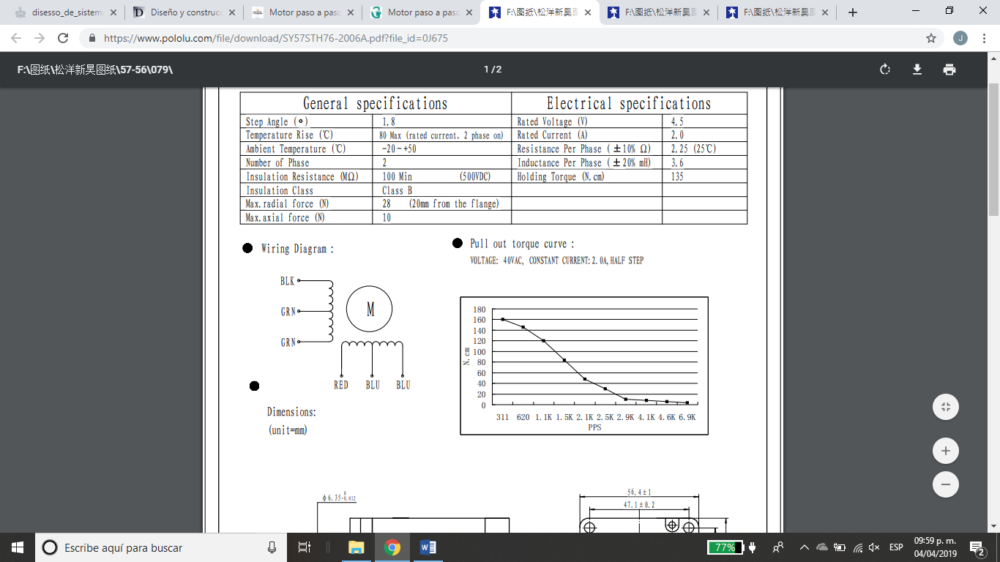 disesso_de_sistem
Diseño y construcc
Motor paso a paso
Motor paso a paso
F:\图纸\松洋新昊图
F:\图纸\松洋新昊图
F:\图纸\松洋新昊图
https://www.pololu.com/file/download/SY57STH76-2006A.pdf?file_id=0J675
J
F:\图纸\松洋新昊图纸\57-56\079\
1 / 2
General specifications
Electrical specifications
Step Angle (°) 1.8 Rated Voltage (V) 4.5
Temperature Rise (℃) 80 Max (rated current、2 phase on) Rated Current (A) 2.0
Ambient Temperature (℃) -20~+50 Resistance Per Phase (±10% Ω) 2.25 (25℃)
Number of Phase 2 Inductance Per Phase (±20% mH) 3.6
Insulation Resistance (MΩ) 100 Min (500VDC) Holding Torque (N.cm) 135
Insulation Class Class B
Max.radial force (N) 28 (20mm from the flange)
Max.axial force (N) 10
● Wiring Diagram :
BLK
GRN
GRN
M
RED BLU BLU
● Pull out torque curve :
VOLTAGE: 40VAC, CONSTANT CURRENT:2.0A,HALF STEP
180
160
140
120
100
80
60
40
20
0
N.cm
311 620 1.1K 1.5K 2.1K 2.5K 2.9K 4.1K 4.6K 6.9K
PPS
Dimensions:
(unit=mm)
ϕ6.35 0 -0.012
56.4±1
47.1±0.2
Escribe aquí para buscar
77%
ESP
09:59 p. m.
04/04/2019
2